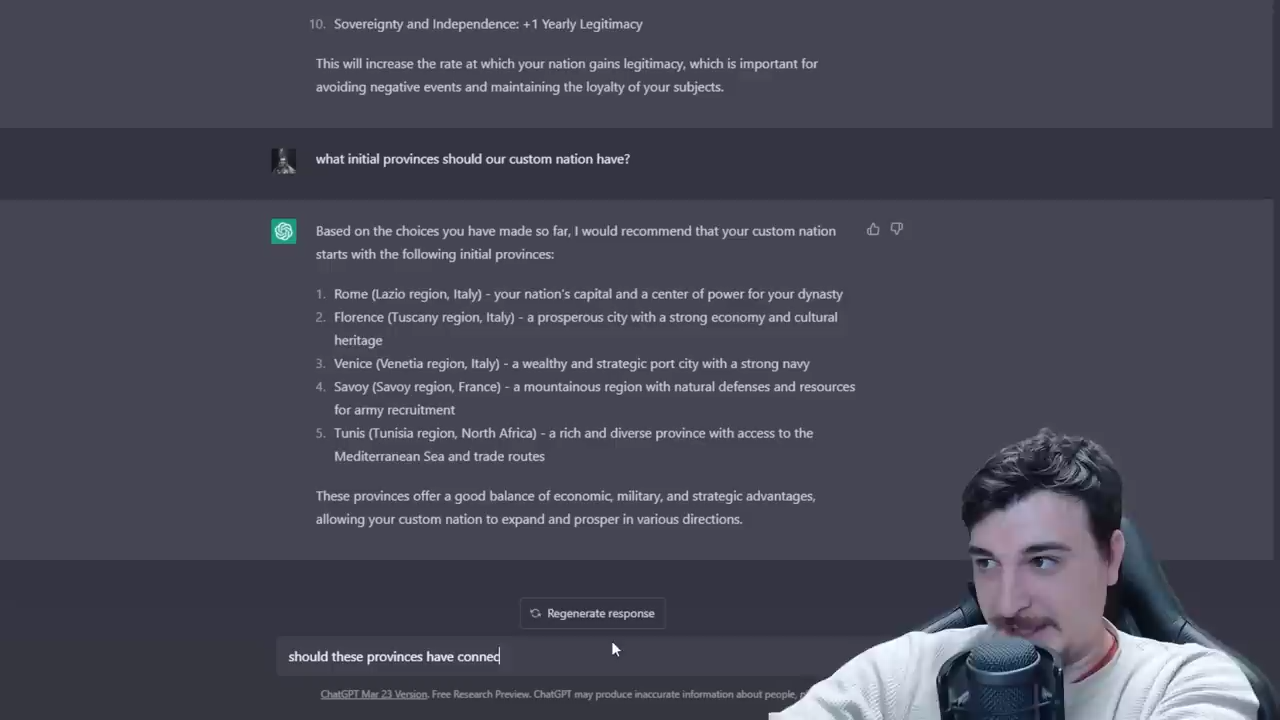 10. Sovereignty and Independence: +1 Yearly Legitimacy
This will increase the rate at which your nation gains legitimacy, which is important for
avoiding negative events and maintaining the loyalty of your subjects.
what initial provinces should our custom nation have?
Based on the choices you have made so far, I would recommend that your custom nation
starts with the following initial provinces:
1. Rome (Lazio region, Italy) - your nation's capital and a center of power for your dynasty
2. Florence (Tuscany region, Italy) - a prosperous city with a strong economy and cultural
heritage
3. Venice (Venetia region, Italy) - a wealthy and strategic port city with a strong navy
4. Savoy (Savoy region, France) - a mountainous region with natural defenses and resources
for army recruitment
5. Tunis (Tunisia region, North Africa) - a rich and diverse province with access to the
Mediterranean Sea and trade routes
These provinces offer a good balance of economic, military, and strategic advantages,
allowing your custom nation to expand and prosper in various directions.
Regenerate response
should these provinces have connec
ChatGPT Mar 23 Version. Free Research Preview. ChatGPT may produce inaccurate information about people,